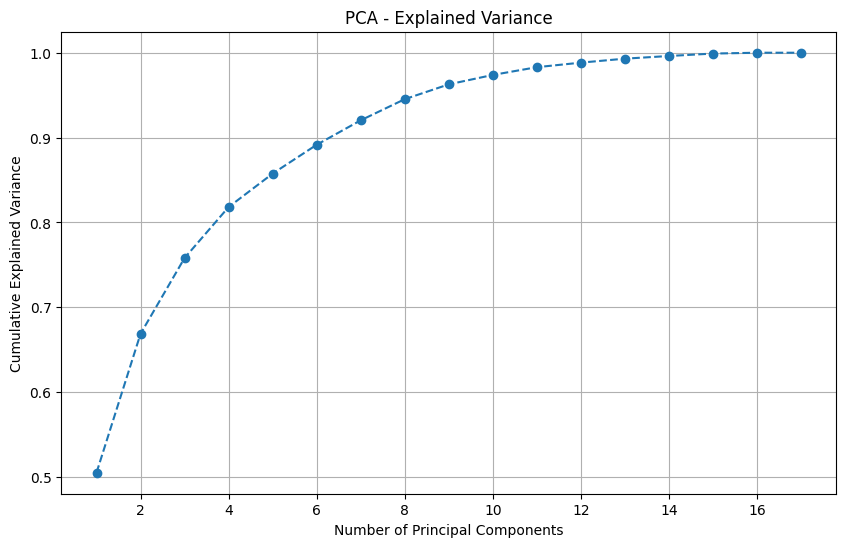 PCA - Explained Variance
1.0
0.9
0.8
0.7
0.6
0.5
Cumulative Explained Variance
2 4 6 8 10 12 14 16
Number of Principal Components